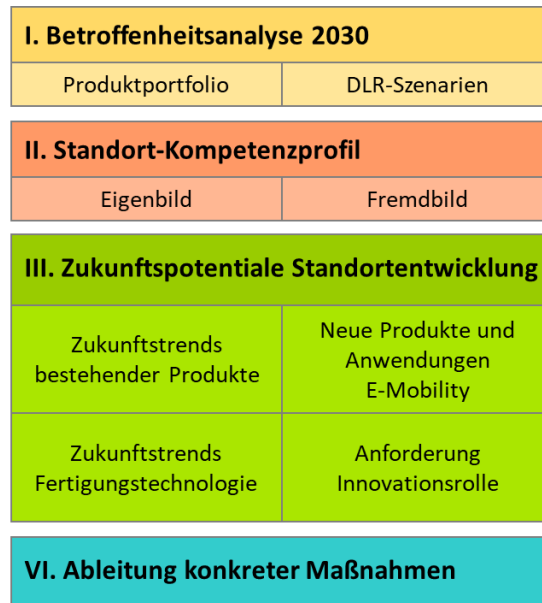 I. Betroffenheitsanalyse 2030
Produktportfolio
DLR-Szenarien
II. Standort-Kompetenzprofil
Eigenbild
Fremdbild
III. Zukunftspotentiale Standortentwicklung
Zukunftstrends
bestehender Produkte
Neue Produkte und
Anwendungen
E-Mobility
Zukunftstrends
Fertigungstechnologie
Anforderung
Innovationsrolle
VI. Ableitung konkreter Maßnahmen